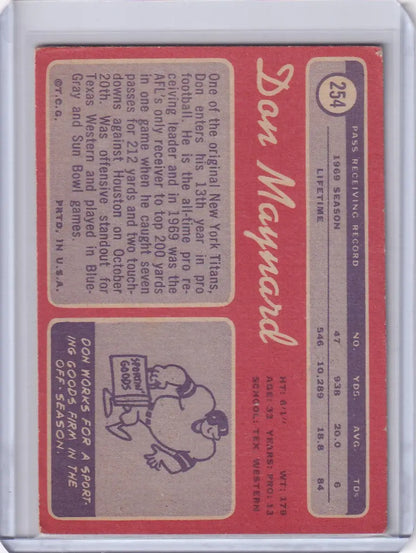 254
PASS RECEIVING RECORD
NO. YDS. AVG. TDs
1969 SEASON 47 938 20.0 6
LIFETIME 546 10,289 18.8 84
Don Maynard
HT: 6/1" WT: 179
AGE: 33 YEARS: PRO: 13
SCHOOL: TEX WESTERN
One of the original New York Titans,
Don enters his 13th year in pro
football. He is the all-time pro re-
ceiving leader and in 1969 was the
AFL's only receiver to top 200 yards
in one game when he caught seven
passes for 212 yards and two touch-
downs against Houston on October
20th. Was offensive standout for
Texas Western and played in Blue-
Gray and Sun Bowl games.
©T.C.G. PRTD. IN U.S.A.
SPORTING
GOODS
DON WORKS FOR A SPORT-
ING GOODS FIRM IN THE
OFF-SEASON.